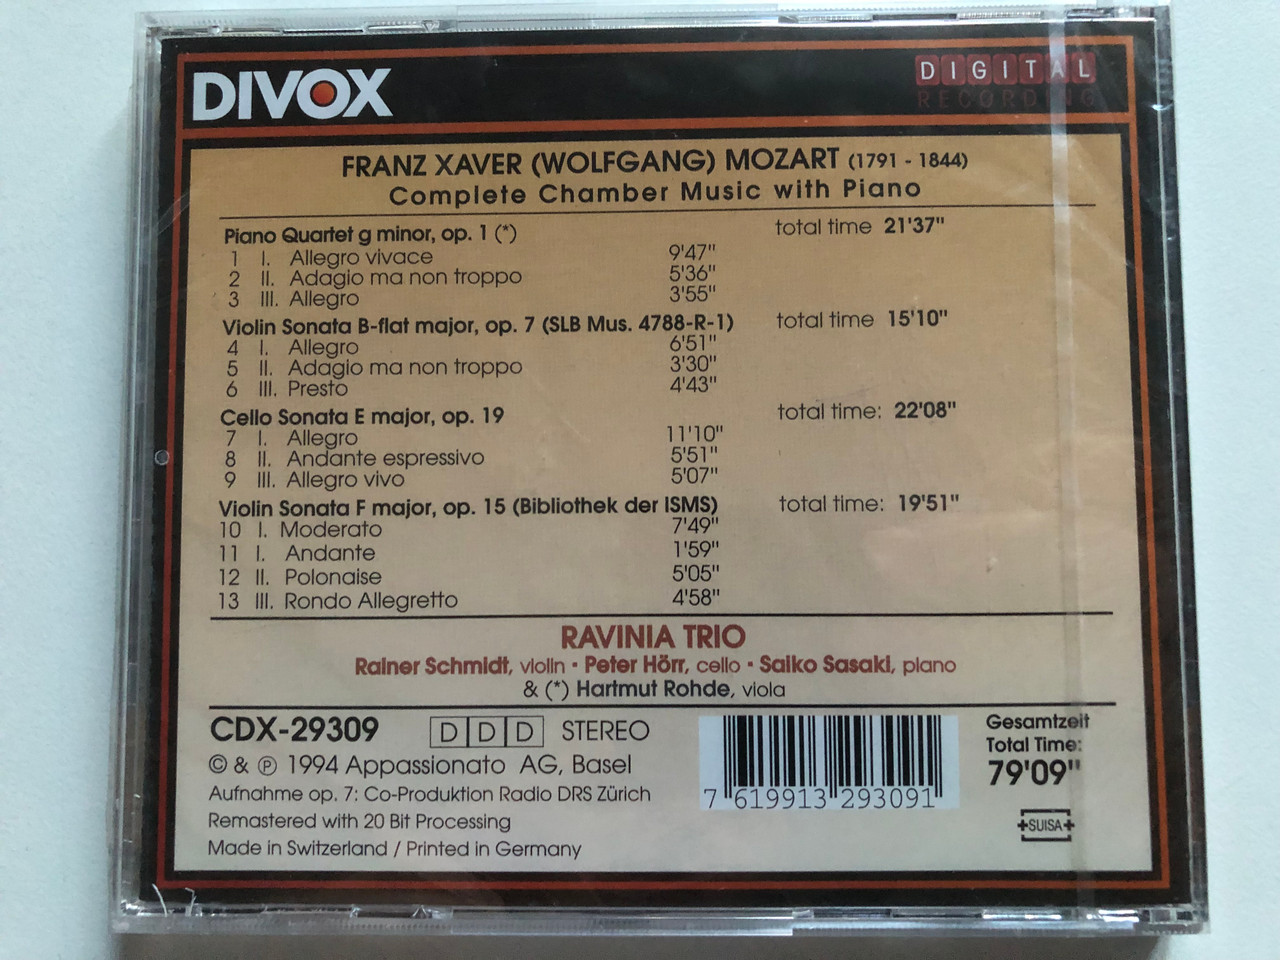 DIVOX
DIGITAL
RECORDING
FRANZ XAVER (WOLFGANG) MOZART (1791 - 1844)
Complete Chamber Music with Piano
Piano Quartet g minor, op. 1 (*) total time 21'37"
1 I. Allegro vivace 9'47"
2 II. Adagio ma non troppo 5'36"
3 III. Allegro 3'55"
Violin Sonata B-flat major, op. 7 (SLB Mus. 4788-R-1) total time 15'10"
4 I. Allegro 6'51"
5 II. Adagio ma non troppo 3'30"
6 III. Presto 4'43"
Cello Sonata E major, op. 19 total time: 22'08"
7 I. Allegro 11'10"
8 II. Andante espressivo 5'51"
9 III. Allegro vivo 5'07"
Violin Sonata F major, op. 15 (Bibliothek der ISMS) total time: 19'51"
10 I. Moderato 7'49"
11 I. Andante 1'59"
12 II. Polonaise 5'05"
13 III. Rondo Allegretto 4'58"
RAVINIA TRIO
Rainer Schmidt, violin · Peter Hörr, cello · Saiko Sasaki, piano
& (*) Hartmut Rohde, viola
CDX-29309 DDD STEREO
© & ℗ 1994 Appassionato AG, Basel
Aufnahme op. 7: Co-Produktion Radio DRS Zürich
Remastered with 20 Bit Processing
Made in Switzerland / Printed in Germany
7 619913 293091
Gesamtzeit
Total Time:
79'09"
SUISA